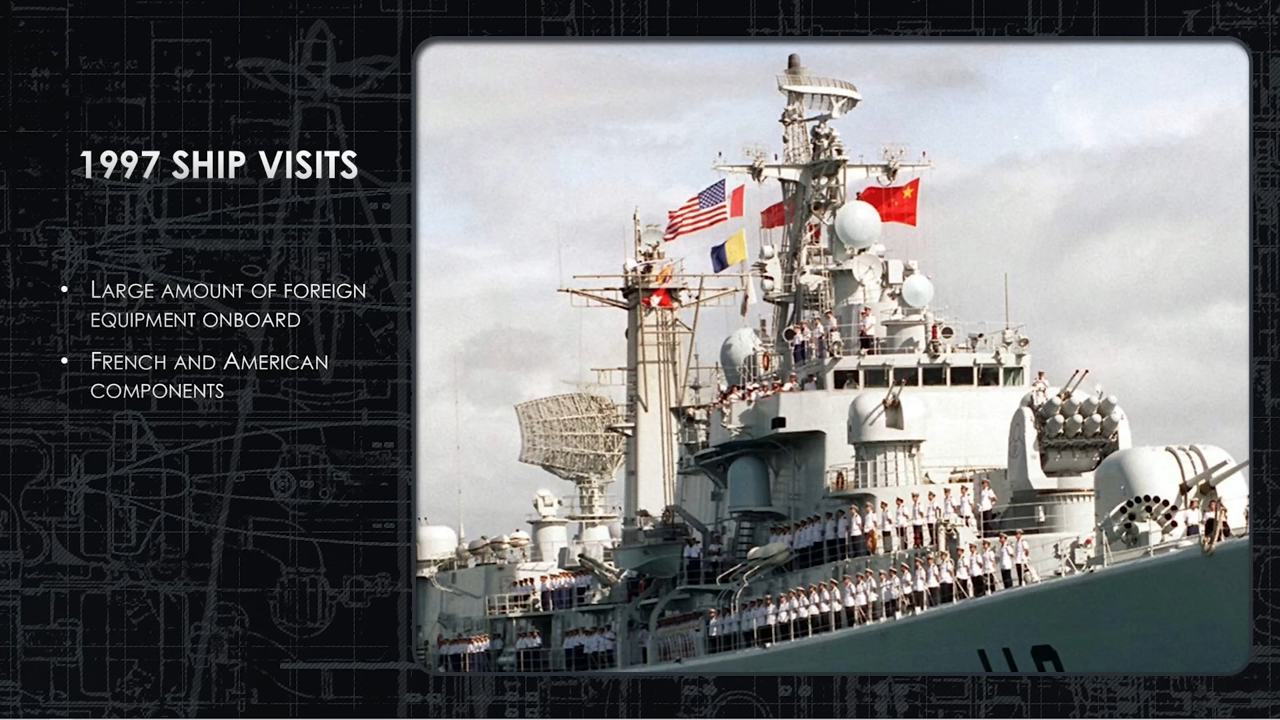 1997 SHIP VISITS
• LARGE AMOUNT OF FOREIGN
EQUIPMENT ONBOARD
• FRENCH AND AMERICAN
COMPONENTS